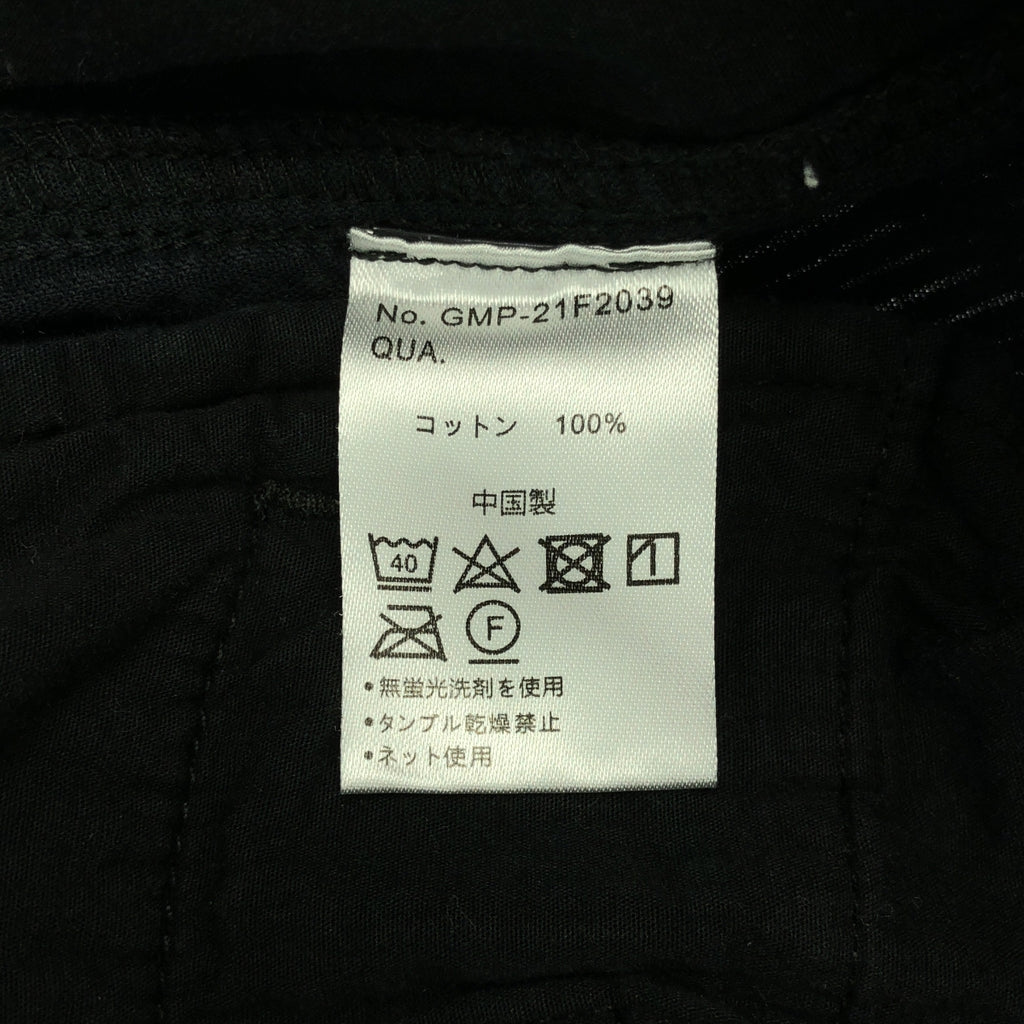 No. GMP-21F2039
QUA.
コットン 100%
中国製
40
F
•無蛍光洗剤を使用
•タンブル乾燥禁止
•ネット使用